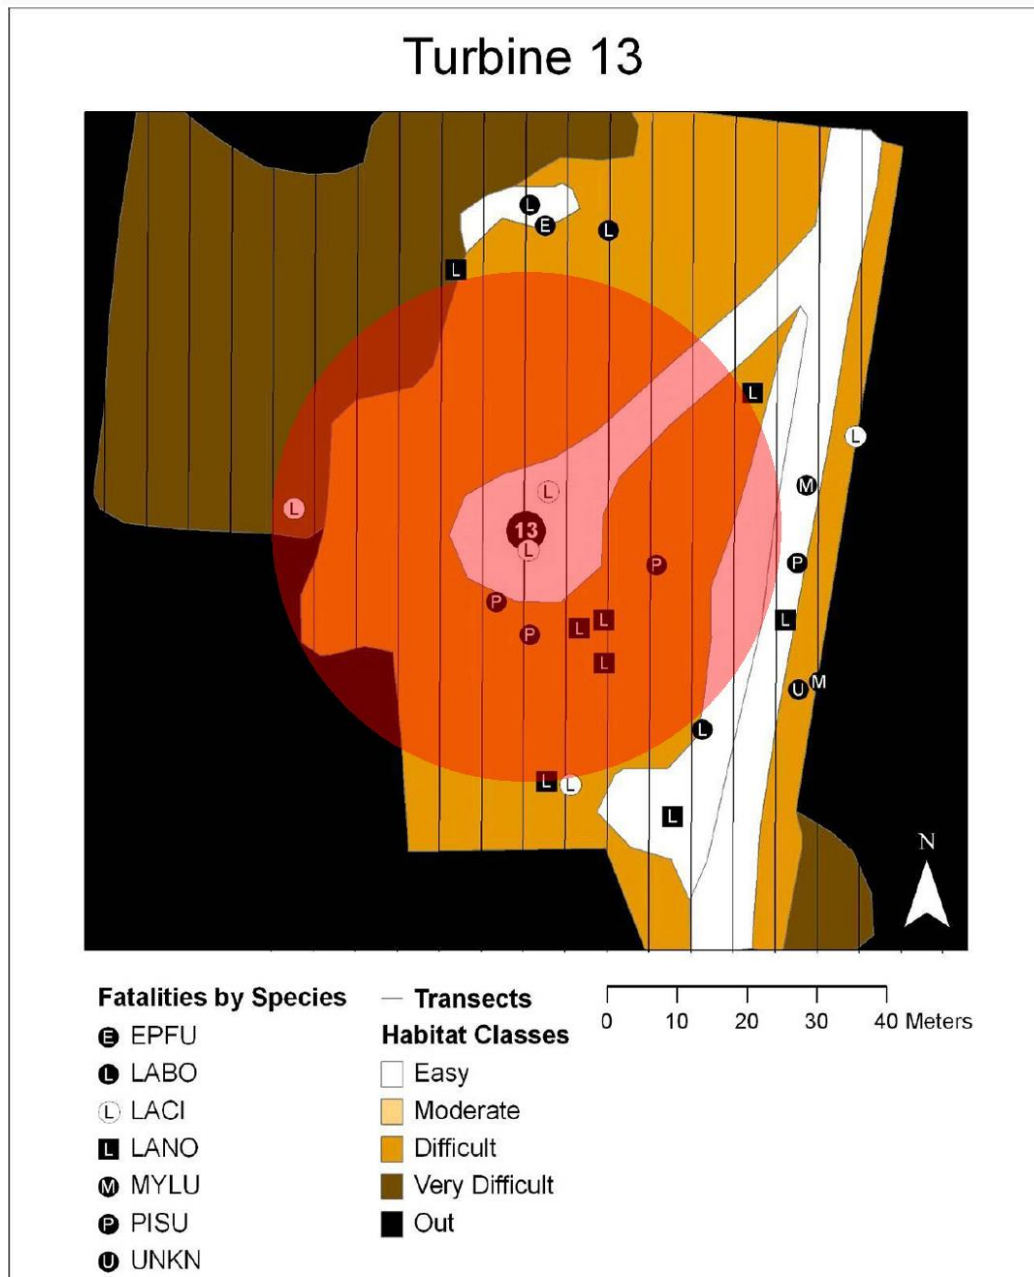 Turbine 13
L
E
L
L
L
L
M
L
L
13
L
P
P
P
L
L
L
L
M
U
L
L
L
L
N
Fatalities by Species
E EPFU
L LABO
L LACI
L LANO
M MYLU
P PISU
U UNKN
Transects
Habitat Classes
Easy
Moderate
Difficult
Very Difficult
Out
0 10 20 30 40 Meters